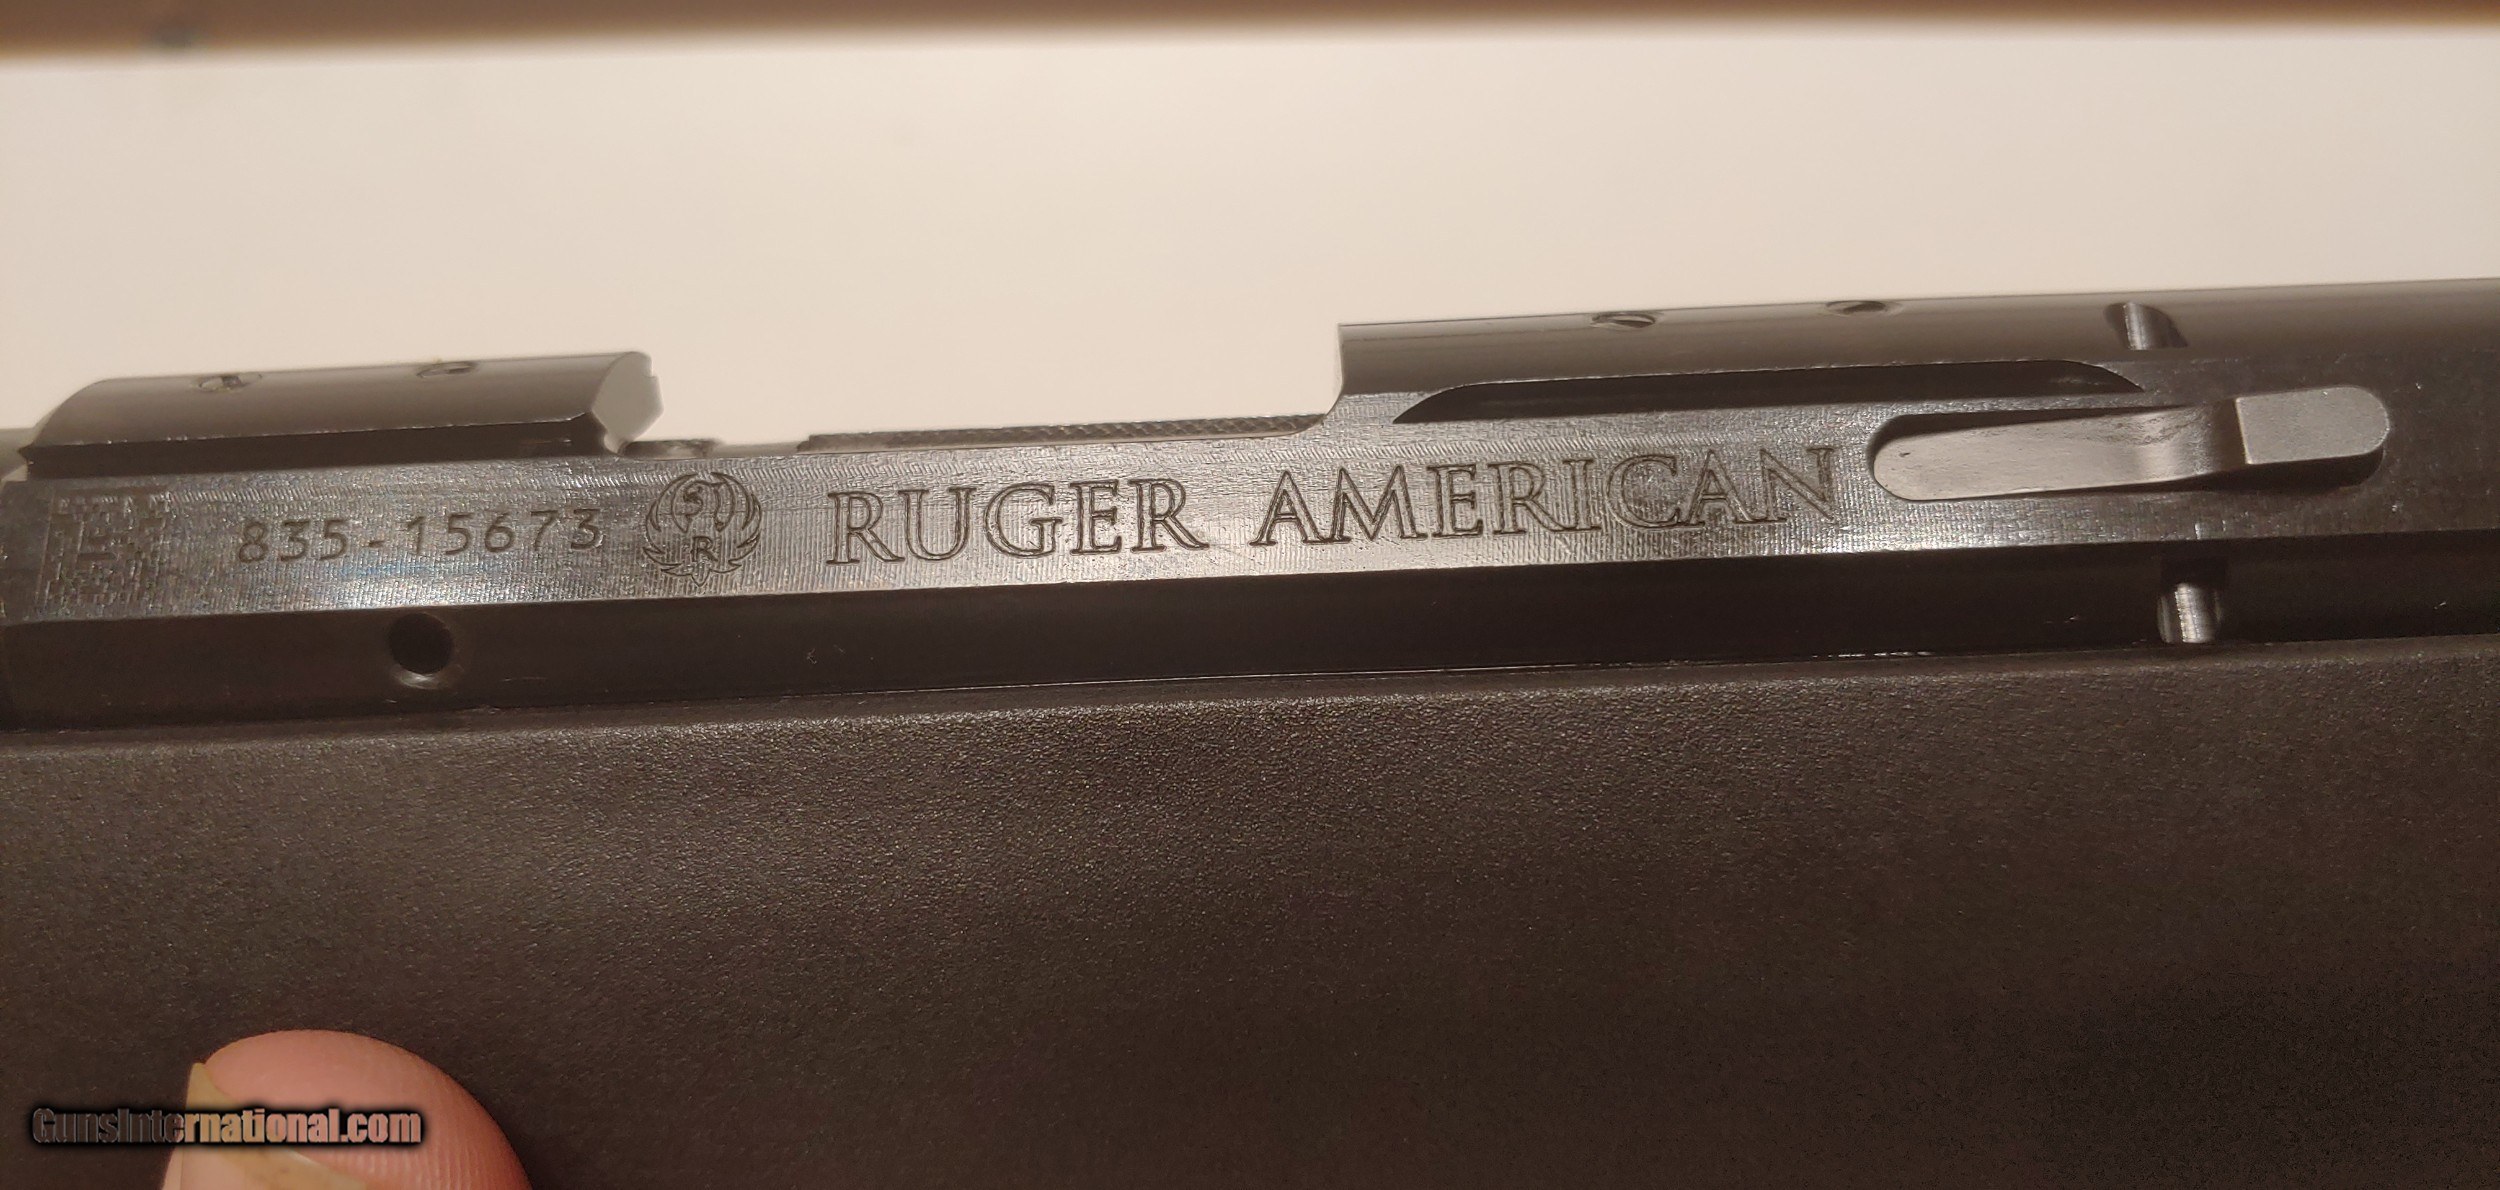 835-15673 S R RUGER AMERICAN
GunsInternational.com